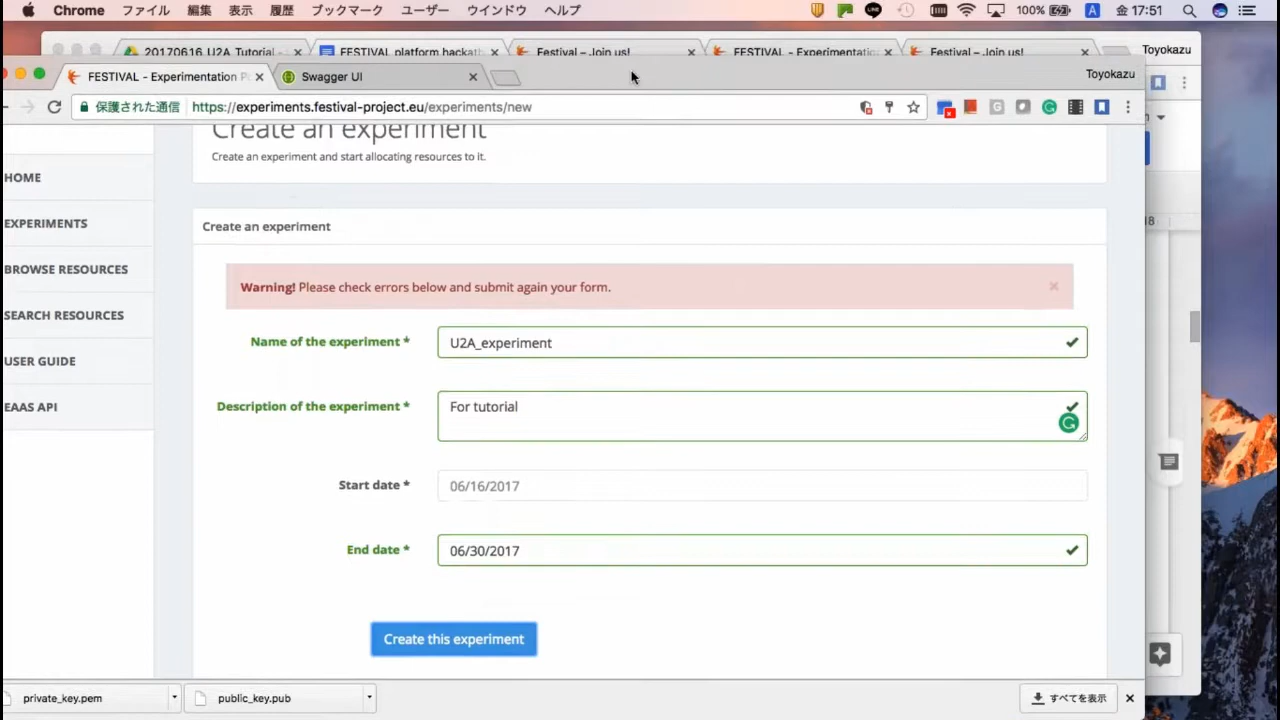 Chrome ファイル 編集 表示 履歴 ブックマーク ユーザー ウインドウ ヘルプ 100% A 金 17:51
20170616_U2A_Tutorial - FESTIVAL platform hackath Festival – Join us! FESTIVAL - Experimentatic Festival – Join us! Toyokazu
FESTIVAL - Experimentation P Swagger UI Toyokazu
保護された通信 https://experiments.festival-project.eu/experiments/new
Create an experiment
Create an experiment and start allocating resources to it.
HOME
EXPERIMENTS
BROWSE RESOURCES
SEARCH RESOURCES
USER GUIDE
EAAS API
18
Create an experiment
Warning! Please check errors below and submit again your form. ×
Name of the experiment * U2A_experiment
Description of the experiment * For tutorial
Start date * 06/16/2017
End date * 06/30/2017
Create this experiment
private_key.pem public_key.pub すべてを表示